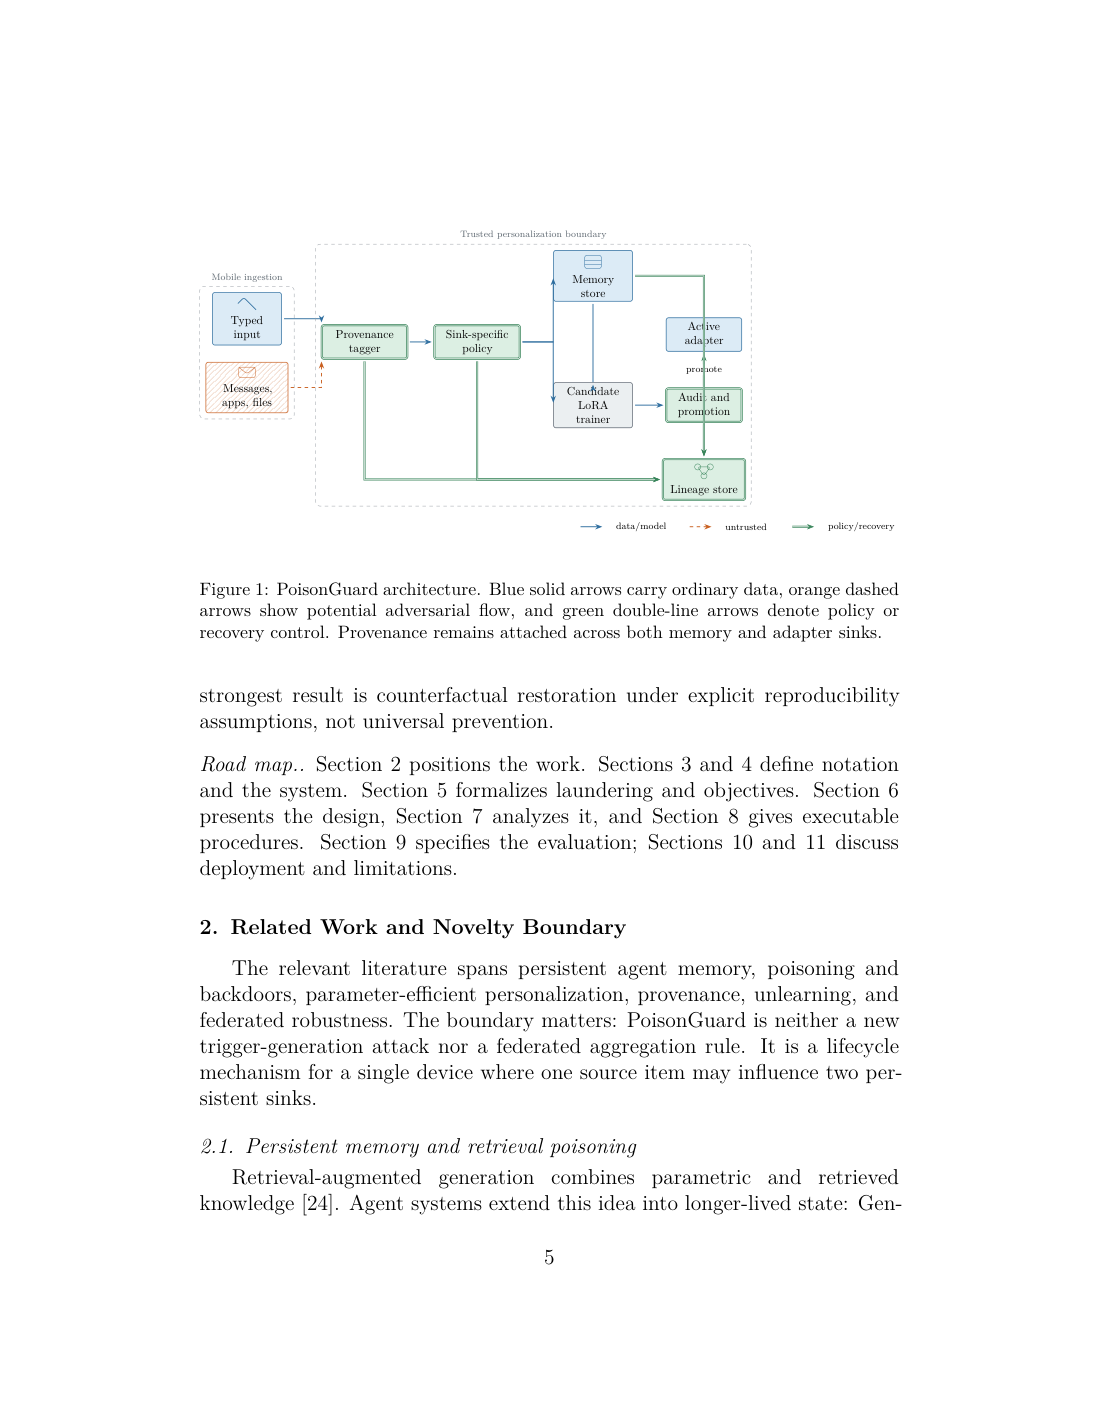 Trusted personalization boundary
Mobile ingestion
Typed
input
Messages,
apps, files
Provenance
tagger
Sink-specific
policy
Memory
store
Candidate
LoRA
trainer
Active
adapter
promote
Audit and
promotion
Lineage store
data/model
untrusted
policy/recovery
Figure 1: PoisonGuard architecture. Blue solid arrows carry ordinary data, orange dashed
arrows show potential adversarial flow, and green double-line arrows denote policy or
recovery control. Provenance remains attached across both memory and adapter sinks.
strongest result is counterfactual restoration under explicit reproducibility
assumptions, not universal prevention.
Road map.. Section 2 positions the work. Sections 3 and 4 define notation
and the system. Section 5 formalizes laundering and objectives. Section 6
presents the design, Section 7 analyzes it, and Section 8 gives executable
procedures. Section 9 specifies the evaluation; Sections 10 and 11 discuss
deployment and limitations.
2. Related Work and Novelty Boundary
The relevant literature spans persistent agent memory, poisoning and
backdoors, parameter-efficient personalization, provenance, unlearning, and
federated robustness. The boundary matters: PoisonGuard is neither a new
trigger-generation attack nor a federated aggregation rule. It is a lifecycle
mechanism for a single device where one source item may influence two per-
sistent sinks.
2.1. Persistent memory and retrieval poisoning
Retrieval-augmented generation combines parametric and retrieved
knowledge [24]. Agent systems extend this idea into longer-lived state: Gen-
5